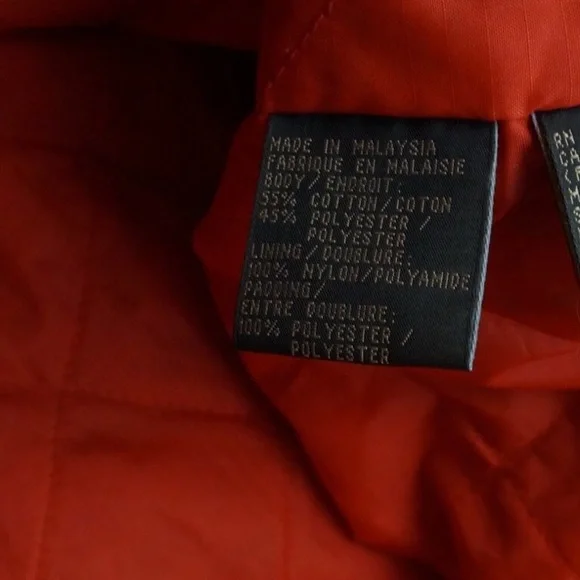 MADE IN MALAYSIA
FABRIQUE EN MALAISIE
BODY/ENDROIT:
55% COTTON/COTON
45% POLYESTER /
POLYESTER
LINING/DOUBLURE:
100% NYLON/POLYAMIDE
PADDING/
ENTRE DOUBLURE:
100% POLYESTER /
POLYESTER
RN